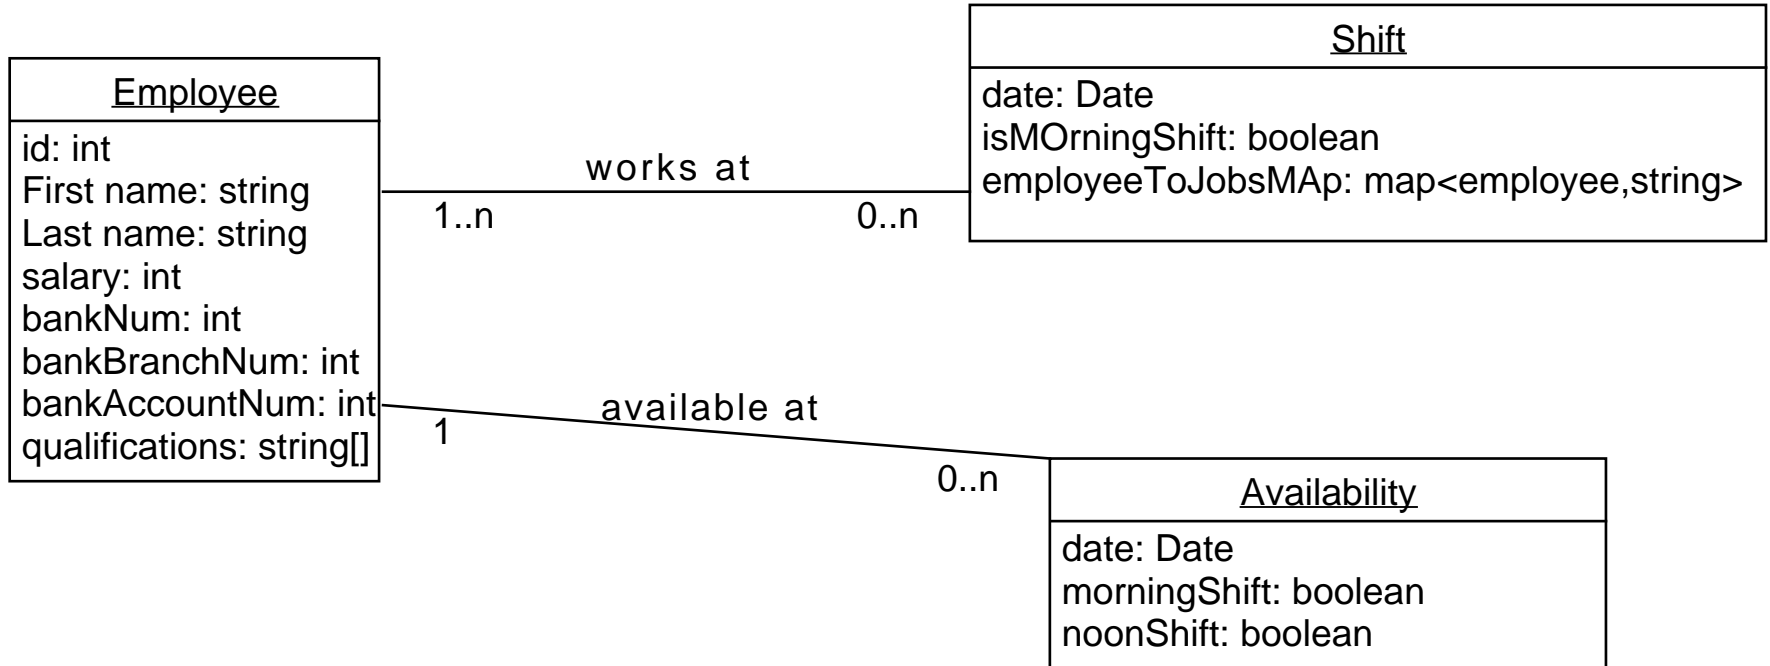 Employee
id: int
First name: string
Last name: string
salary: int
bankNum: int
bankBranchNum: int
bankAccountNum: int
qualifications: string[]
works at
1..n
0..n
Shift
date: Date
isMOrningShift: boolean
employeeToJobsMAp: map<employee,string>
available at
1
0..n
Availability
date: Date
morningShift: boolean
noonShift: boolean